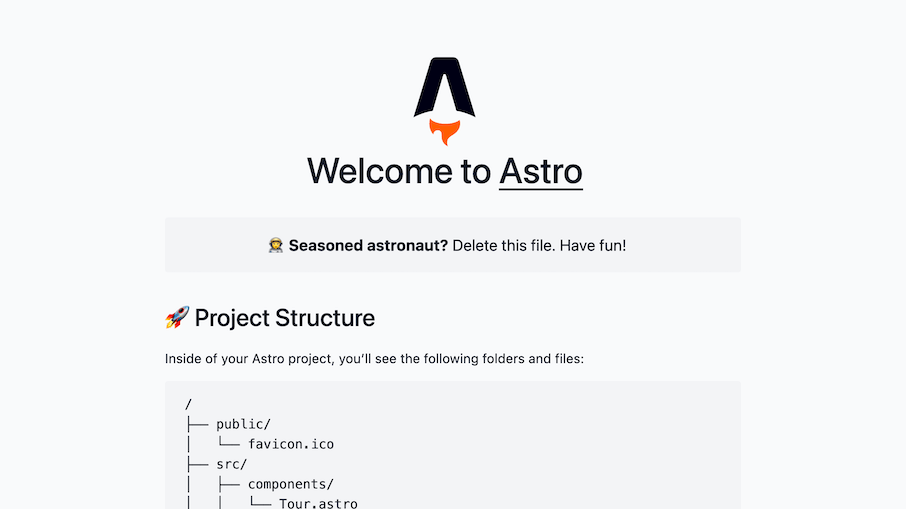 Welcome to Astro
🧑‍🚀 Seasoned astronaut? Delete this file. Have fun!
🚀 Project Structure
Inside of your Astro project, you’ll see the following folders and files:
/
├── public/
│   └── favicon.ico
├── src/
│   ├── components/
│   │   └── Tour.astro